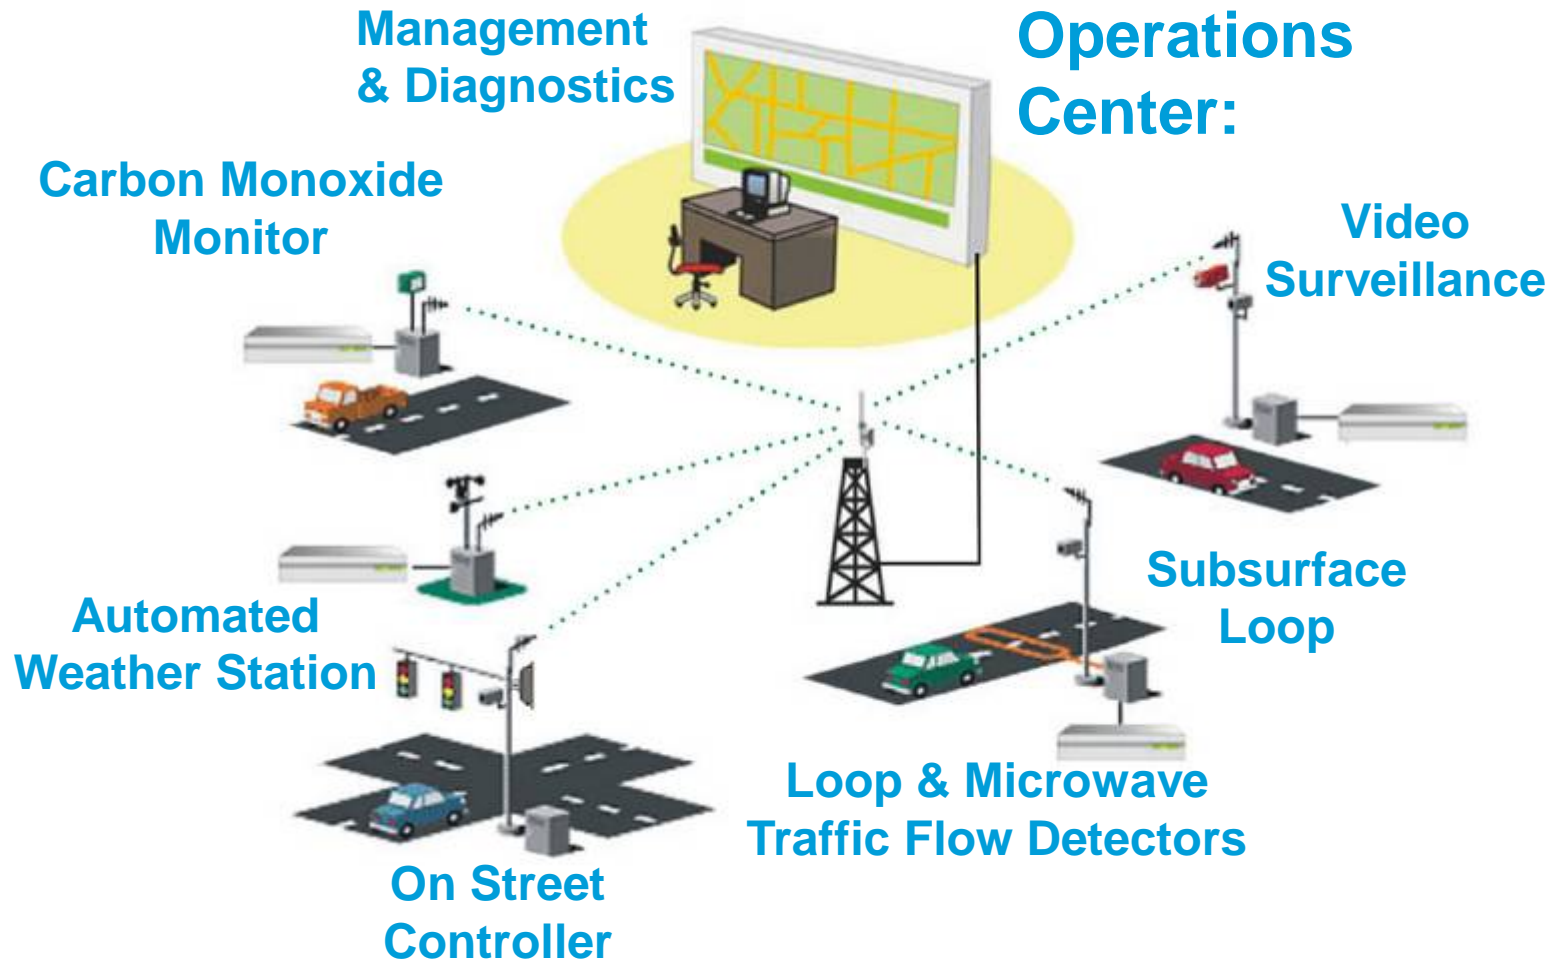 Management
& Diagnostics
Operations
Center:
Carbon Monoxide
Monitor
Video
Surveillance
Automated
Weather Station
Subsurface
Loop
Loop & Microwave
Traffic Flow Detectors
On Street
Controller